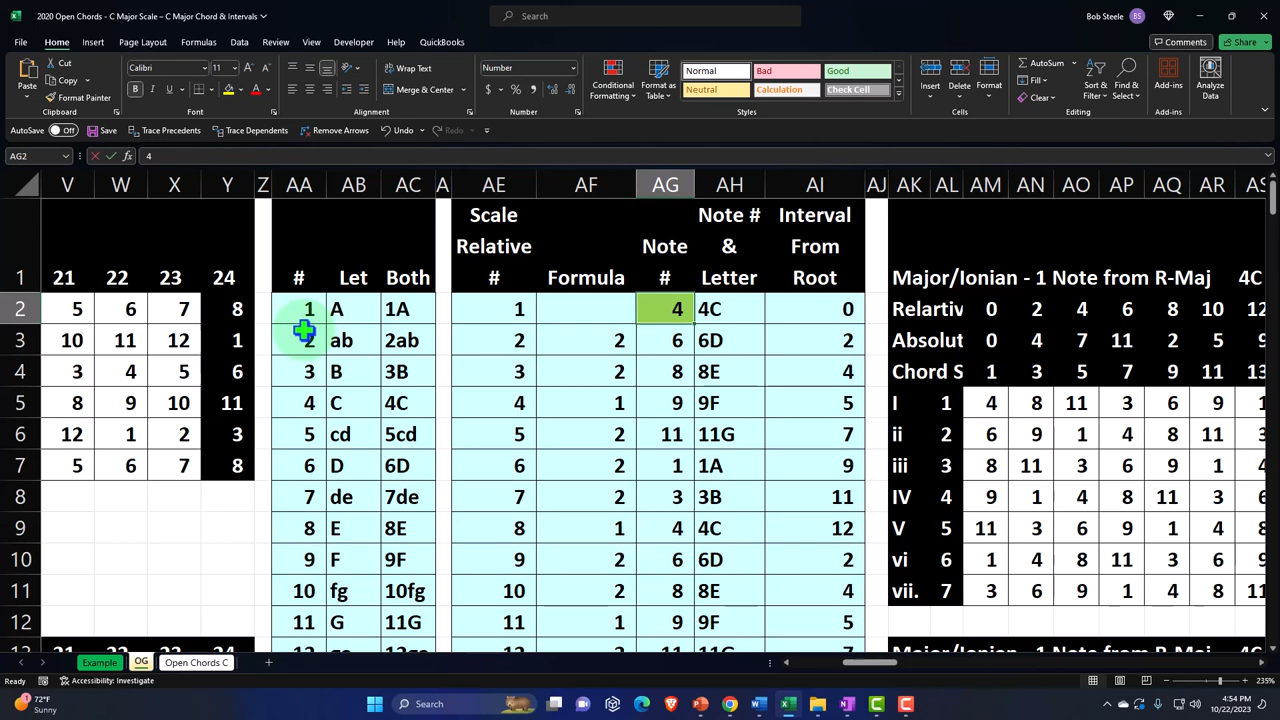 2020 Open Chords - C Major Scale – C Major Chord & Intervals
Search
Bob Steele BS
File Home Insert Page Layout Formulas Data Review View Developer Help QuickBooks Comments Share
Paste Cut Copy Format Painter Calibri 11 Wrap Text Merge & Center Number
Conditional Formatting Format as Table Normal Bad Good Neutral Calculation Check Cell
Insert Delete Format AutoSum Fill Clear Sort & Filter Find & Select Add-ins Analyze Data
Clipboard Font Alignment Number Styles Cells Editing Add-ins
AutoSave Off Save Trace Precedents Trace Dependents Remove Arrows Undo Redo
AG2 fx 4
V W X Y Z AA AB AC A AE AF AG AH AI AJ AK AL AM AN AO AP AQ AR AS
Scale Note # Interval
Relative Note & From
1 21 22 23 24 # Let Both # Formula # Letter Root Major/Ionian - 1 Note from R-Maj 4C
2 5 6 7 8 1 A 1A 1 4 4C 0 Relartiv 0 2 4 6 8 10 12
3 10 11 12 1 2 ab 2ab 2 2 6 6D 2 Absolut 0 4 7 11 2 5 9
4 3 4 5 6 3 B 3B 3 2 8 8E 4 Chord S 1 3 5 7 9 11 13
5 8 9 10 11 4 C 4C 4 1 9 9F 5 I 1 4 8 11 3 6 9 1
6 12 1 2 3 5 cd 5cd 5 2 11 11G 7 ii 2 6 9 1 4 8 11 3
7 5 6 7 8 6 D 6D 6 2 1 1A 9 iii 3 8 11 3 6 9 1 4
8 7 de 7de 7 2 3 3B 11 IV 4 9 1 4 8 11 3 6
9 8 E 8E 8 1 4 4C 12 V 5 11 3 6 9 1 4 8
10 9 F 9F 9 2 6 6D 2 vi 6 1 4 8 11 3 6 9
11 10 fg 10fg 10 2 8 8E 4 vii. 7 3 6 9 1 4 8 11
12 11 G 11G 11 1 9 9F 5
Example OG Open Chords C
Ready Accessibility: Investigate 235%
72°F
Sunny
Search
4:54 PM
10/22/2023